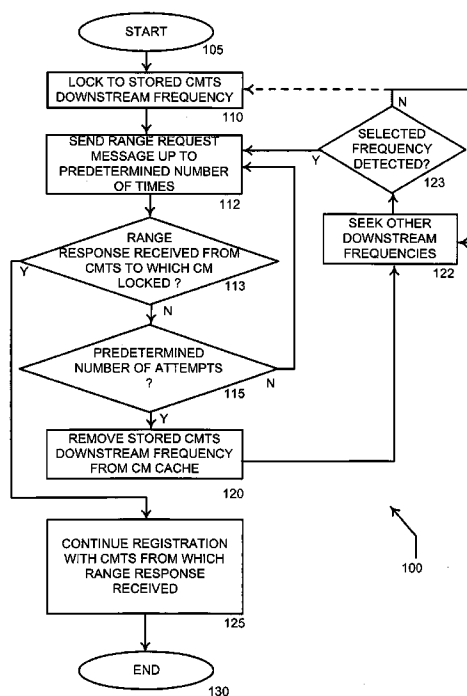 START
105
LOCK TO STORED CMTS
DOWNSTREAM FREQUENCY
110
N
SEND RANGE REQUEST
MESSAGE UP TO
PREDETERMINED NUMBER
OF TIMES
112
Y
SELECTED
FREQUENCY
DETECTED?
123
SEEK OTHER
DOWNSTREAM
FREQUENCIES
122
RANGE
RESPONSE RECEIVED FROM
CMTS TO WHICH CM
LOCKED ?
113
Y
N
PREDETERMINED
NUMBER OF ATTEMPTS
?
115
N
Y
REMOVE STORED CMTS
DOWNSTREAM FREQUENCY
FROM CM CACHE
120
CONTINUE REGISTRATION
WITH CMTS FROM WHICH
RANGE RESPONSE
RECEIVED
125
100
END
130